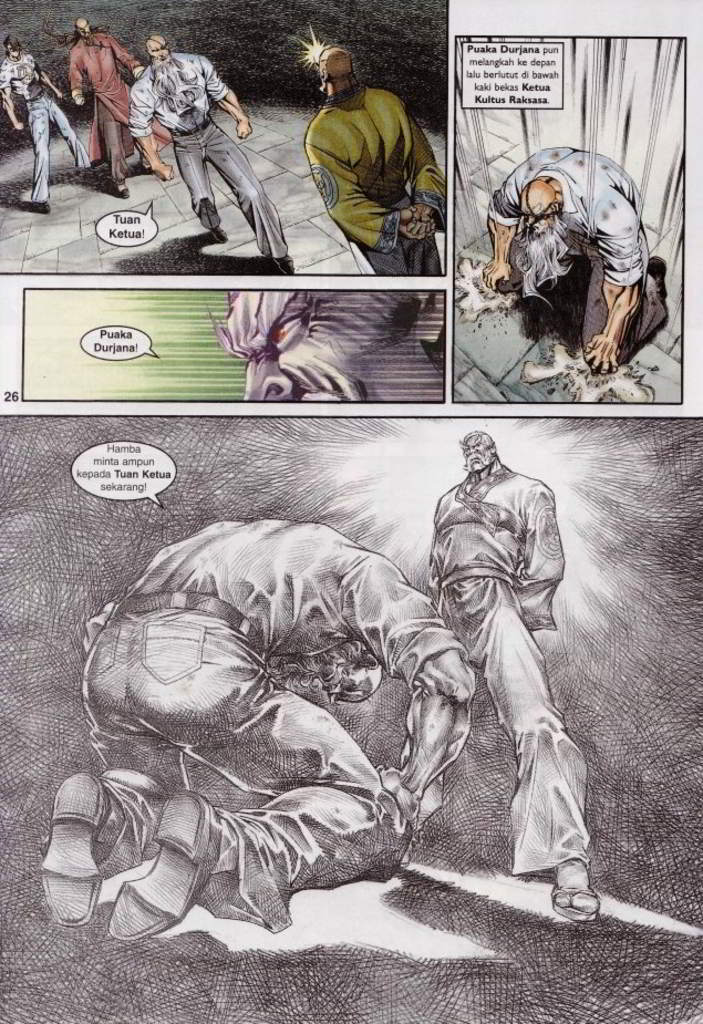 Tuan
Ketua!
Puaka Durjana pun
melangkah ke depan
lalu berlutut di bawah
kaki bekas Ketua
Kultus Raksasa.
Puaka
Durjana!
26
Hamba
minta ampun
kepada Tuan Ketua
sekarang!